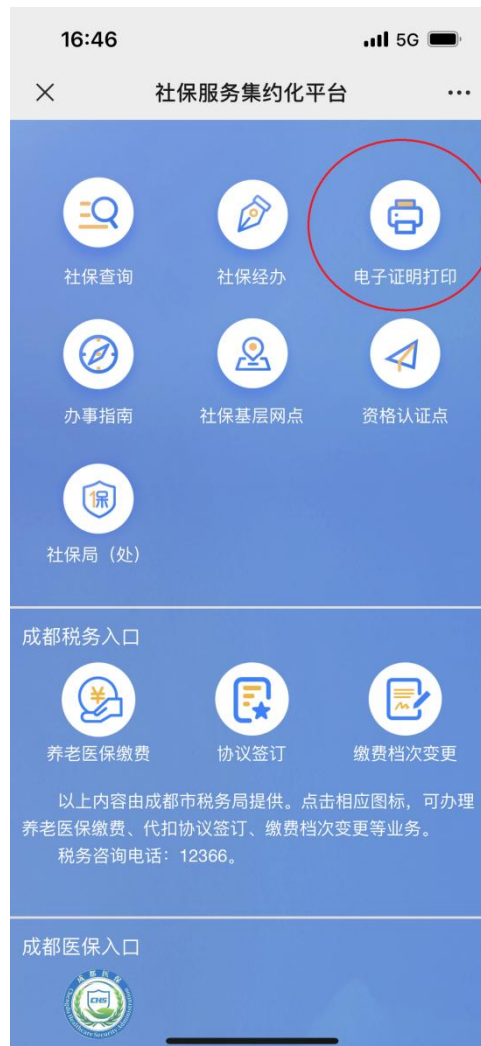 16:46 5G
社保服务集约化平台
社保查询 社保经办 电子证明打印
办事指南 社保基层网点 资格认证点
保
社保局（处）
成都税务入口
¥
养老医保缴费 协议签订 缴费档次变更
以上内容由成都市税务局提供。点击相应图标，可办理
养老医保缴费、代扣协议签订、缴费档次变更等业务。
税务咨询电话：12366。
成都医保入口
成都医保
CHS